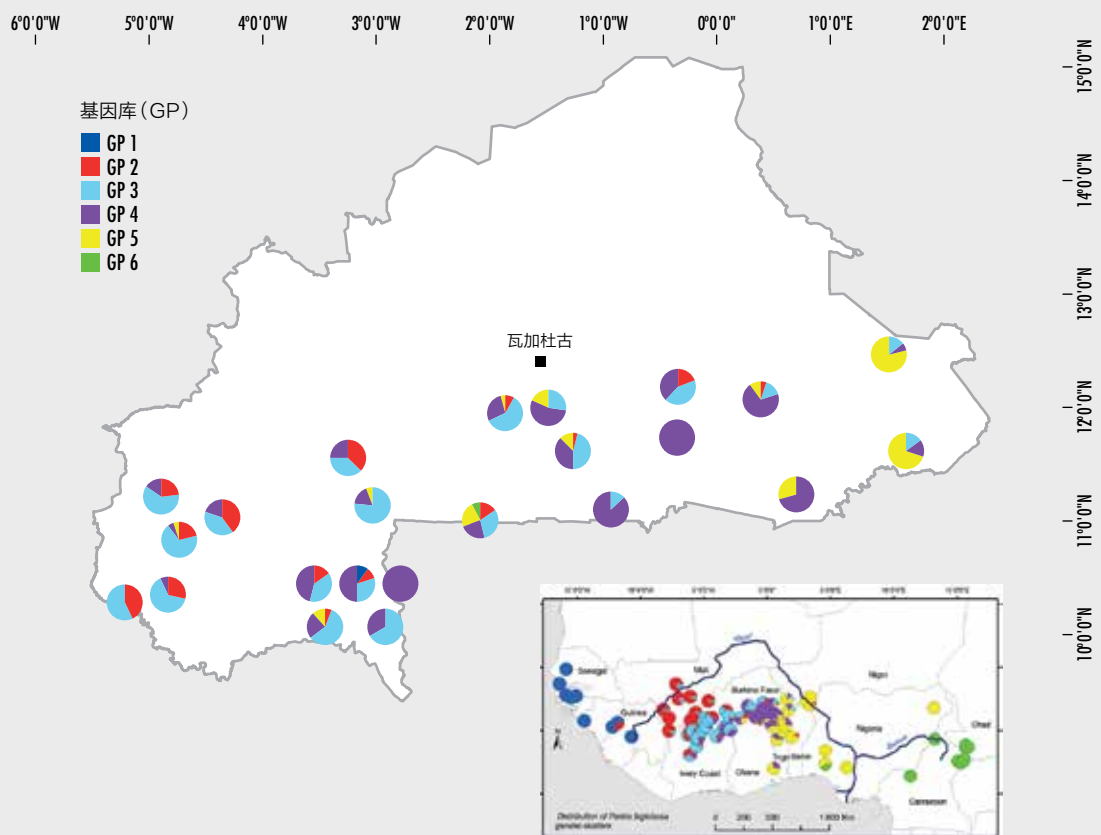 6°0'0"W 5°0'0"W 4°0'0"W 3°0'0"W 2°0'0"W 1°0'0"W 0°0'0" 1°0'0"E 2°0'0"E
15°0'0"N
14°0'0"N
13°0'0"N
12°0'0"N
11°0'0"N
10°0'0"N
基因库(GP)
GP 1
GP 2
GP 3
GP 4
GP 5
GP 6
瓦加杜古
Senegal
Mali
Niger
Burkina Faso
Guinea
Nigeria
Chad
Togo Benin
Ivory Coast Ghana
Cameroon
N
Distribution of Parkia biglobosa
genetic clusters